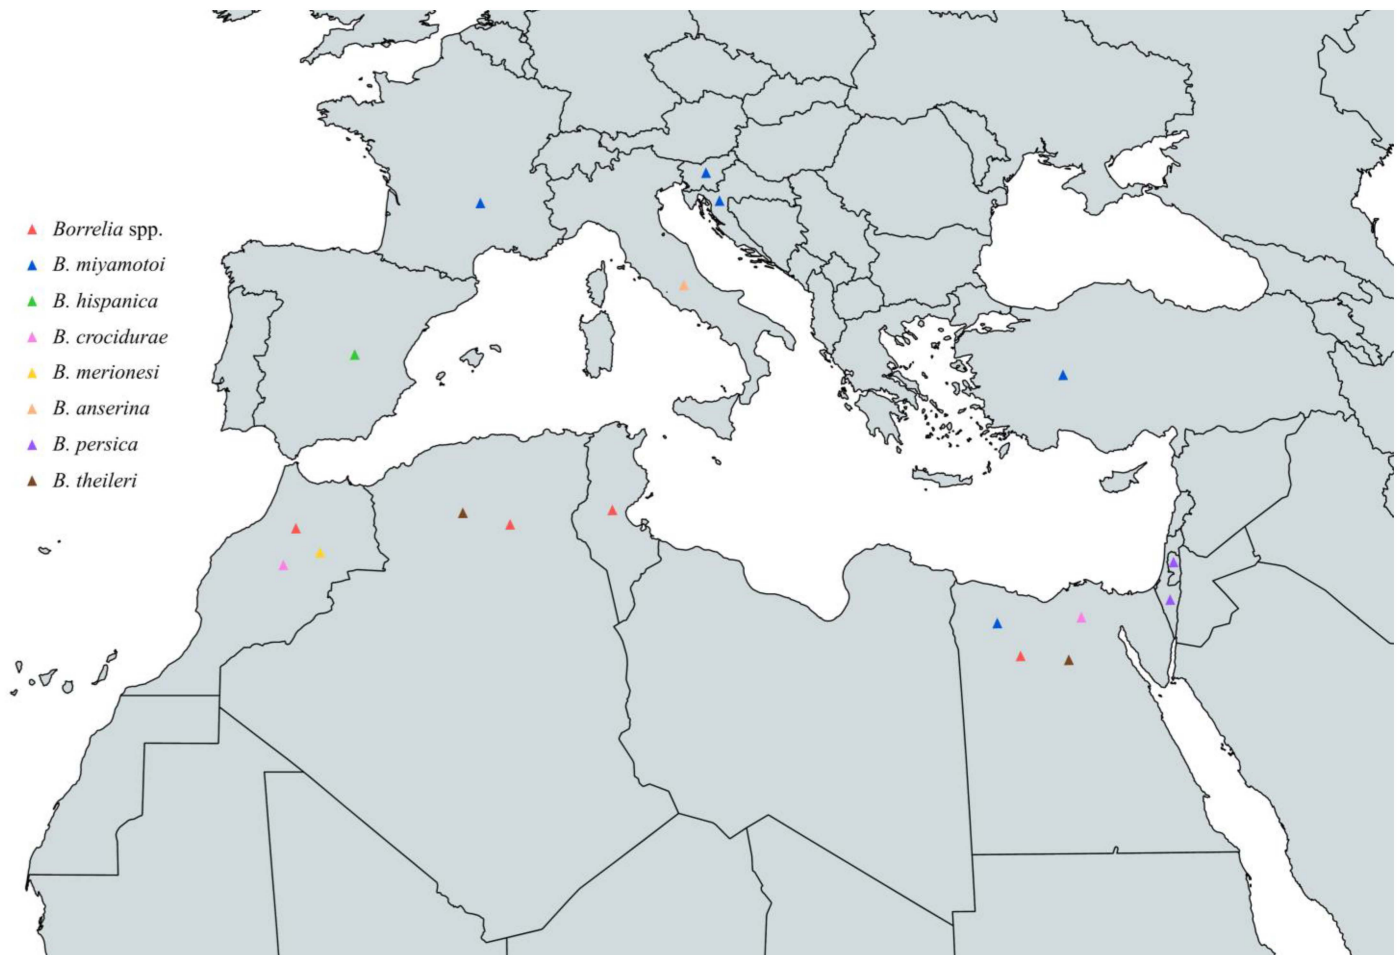 Borrelia spp.
B. miyamotoi
B. hispanica
B. crocidurae
B. merionesi
B. anserina
B. persica
B. theileri